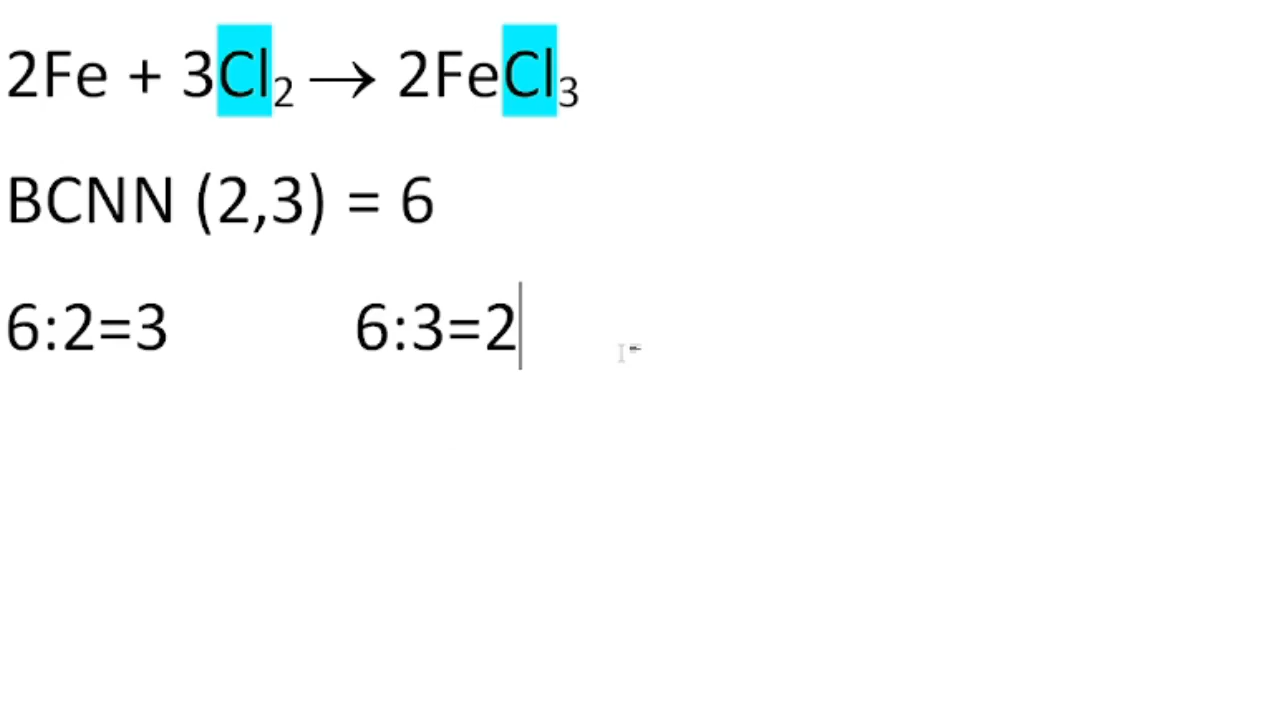 2Fe + 3Cl₂ → 2FeCl₃
BCNN (2,3) = 6
6:2=3 6:3=2